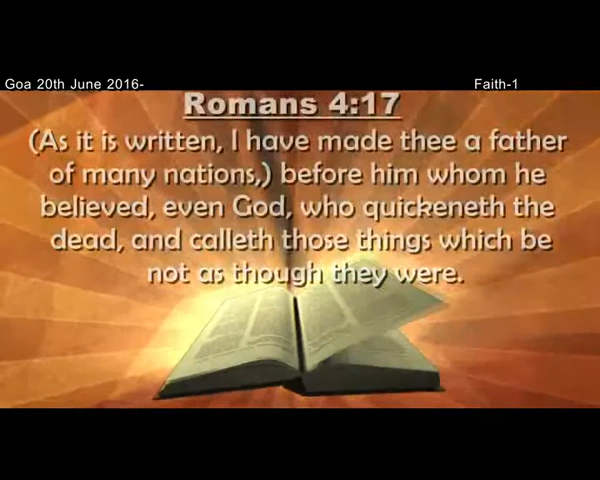 Goa 20th June 2016-
Faith-1
Romans 4:17
(As it is written, I have made thee a father
of many nations,) before him whom he
believed, even God, who quickeneth the
dead, and calleth those things which be
not as though they were.